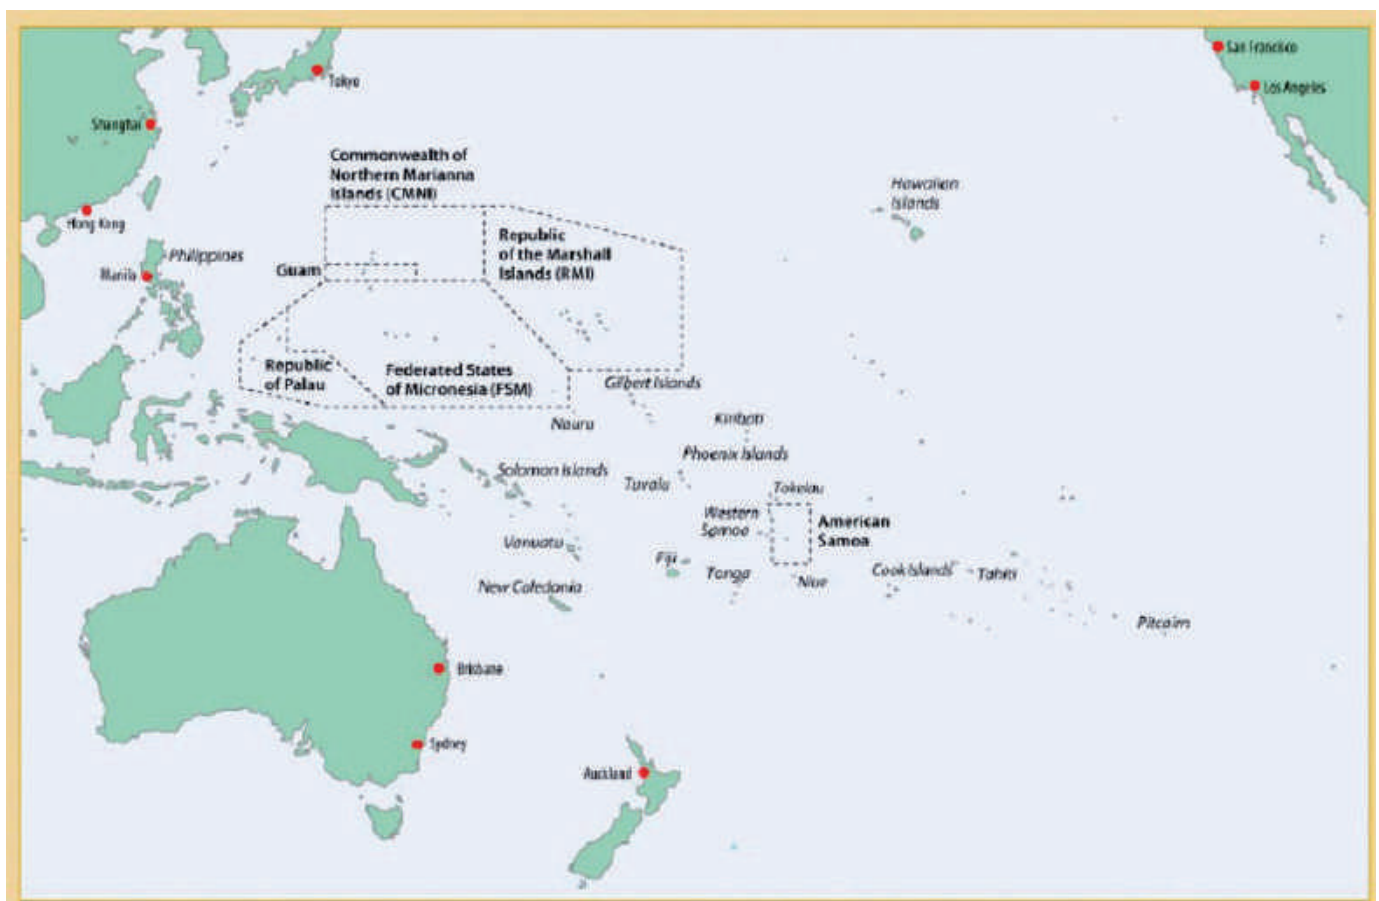 San Francisco
Tokyo
Los Angeles
Shanghai
Commonwealth of
Northern Marianna
Islands (CMNI)
Hawaiian
Islands
Hong Kong
Republic
of the Marshall
Islands (RMI)
Philippines
Guam
Manila
Republic
of Palau
Federated States
of Micronesia (FSM)
Gilbert Islands
Nauru
Kiribati
Phoenix Islands
Solomon Islands
Tuvalu
Tokelau
Western
Samoa
American
Samoa
Vanuatu
Fiji
Tonga
Niue
Cook Islands
Tahiti
New Caledonia
Pitcairn
Brisbane
Sydney
Auckland